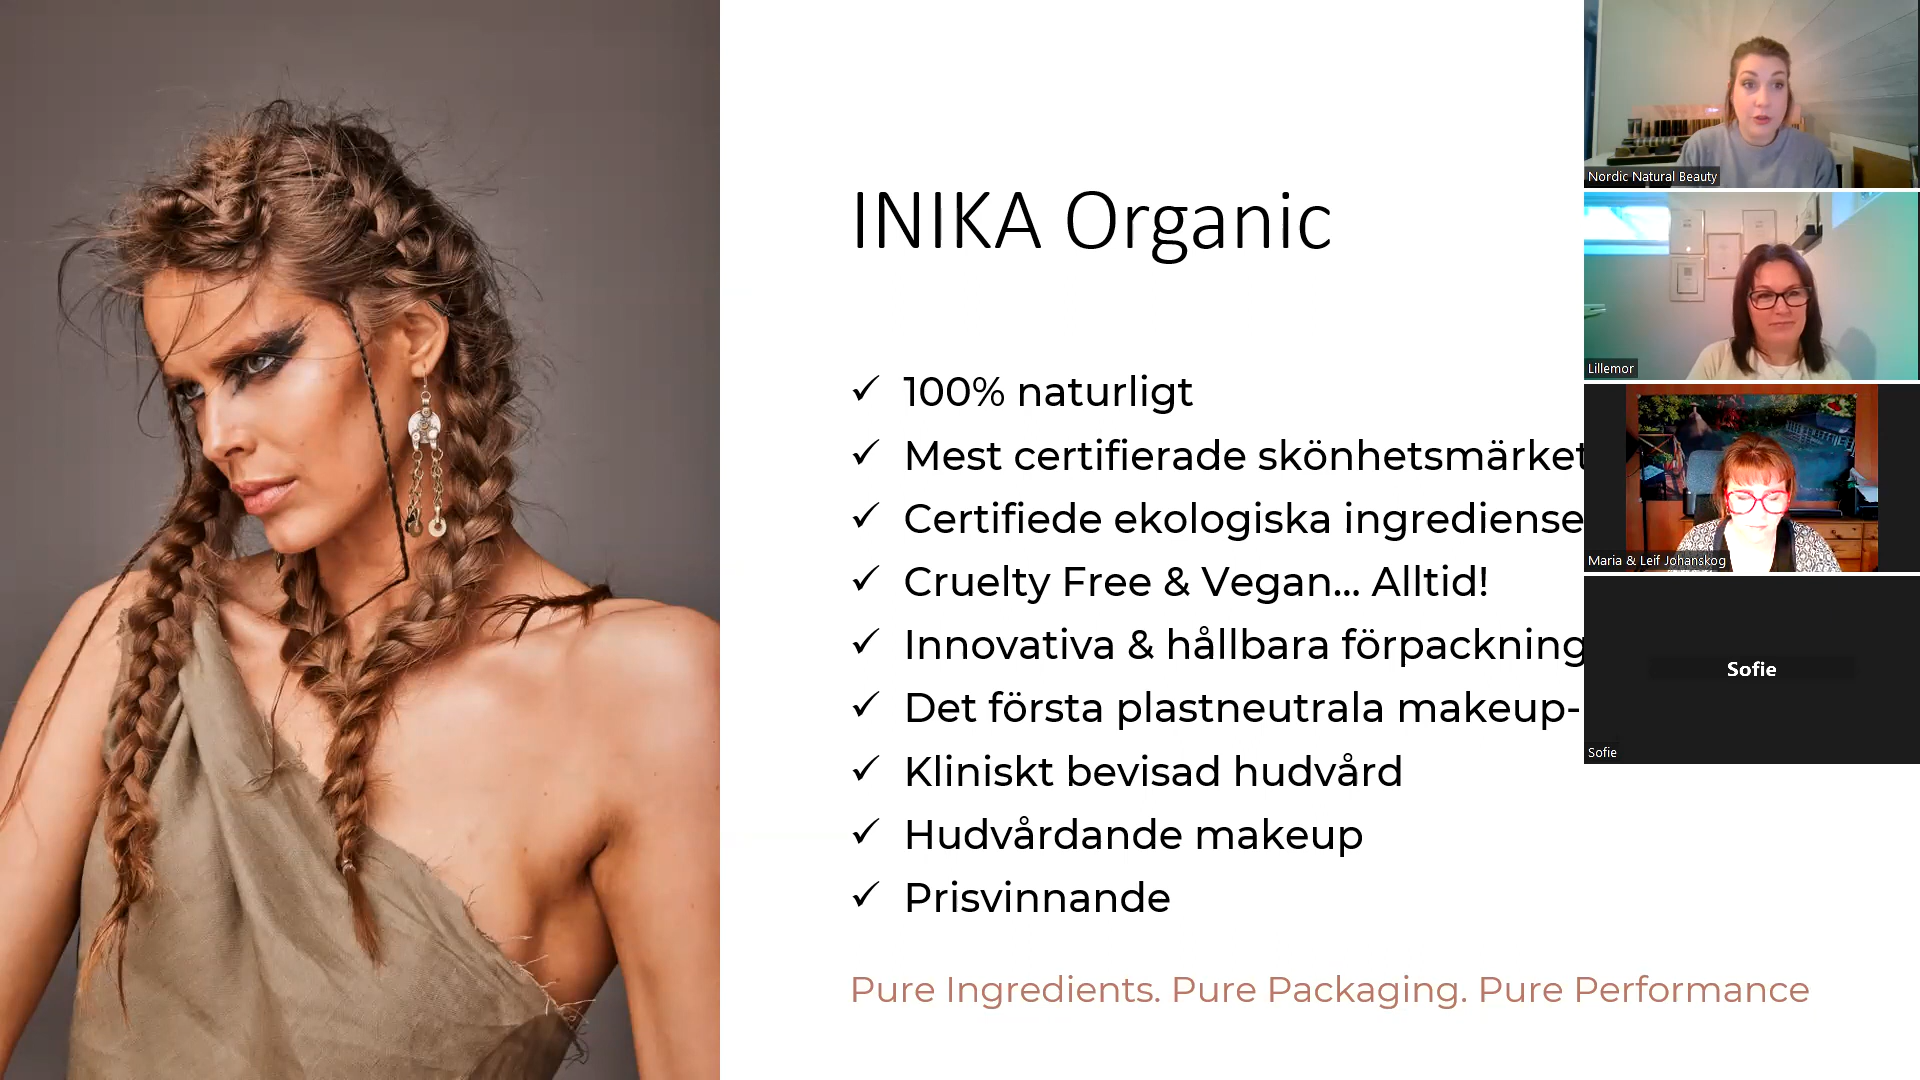 INIKA Organic
✓ 100% naturligt
✓ Mest certifierade skönhetsmärket
✓ Certifiede ekologiska ingrediense
✓ Cruelty Free & Vegan... Alltid!
✓ Innovativa & hållbara förpackning
✓ Det första plastneutrala makeup-
✓ Kliniskt bevisad hudvård
✓ Hudvårdande makeup
✓ Prisvinnande
Pure Ingredients. Pure Packaging. Pure Performance
Nordic Natural Beauty
Lillemor
Maria & Leif Johanskog
Sofie
Sofie